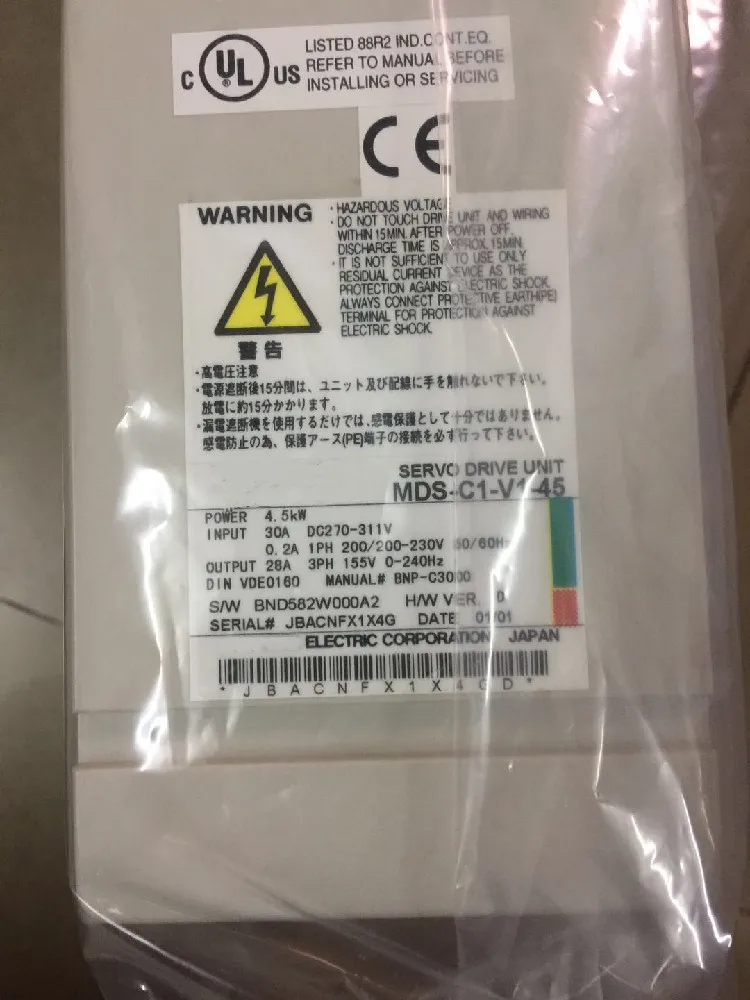 C UL US
LISTED 88R2 IND.CONT.EQ.
REFER TO MANUAL BEFORE
INSTALLING OR SERVICING
CE
WARNING
・HAZARDOUS VOLTAGE
・DO NOT TOUCH DRIVE UNIT AND WIRING
WITHIN 15MIN. AFTER POWER OFF.
DISCHARGE TIME IS APPROX. 15MIN.
・IT IS NOT SUFFICIENT TO USE ONLY
RESIDUAL CURRENT DEVICE AS THE
PROTECTION AGAINST ELECTRIC SHOCK.
ALWAYS CONNECT PROTECTIVE EARTH(PE)
TERMINAL FOR PROTECTION AGAINST
ELECTRIC SHOCK.
警告
・高電圧注意
・電源遮断後15分間は、ユニット及び配線に手を触れないで下さい。
放電に約15分かかります。
・漏電遮断機を使用するだけでは、感電保護として十分ではありません。
感電防止の為、保護アース(PE)端子の接続を必ず行って下さい。
SERVO DRIVE UNIT
MDS-C1-V1-45
POWER 4.5kW
INPUT 30A DC270-311V
0.2A 1PH 200/200-230V 50/60Hz
OUTPUT 28A 3PH 155V 0-240Hz
DIN VDE0160 MANUAL# BNP-C3000
S/W BND582W000A2 H/W VER. D
SERIAL# JBACNFX1X4G DATE 01/01
ELECTRIC CORPORATION JAPAN
*JBACNFX1X4GD*